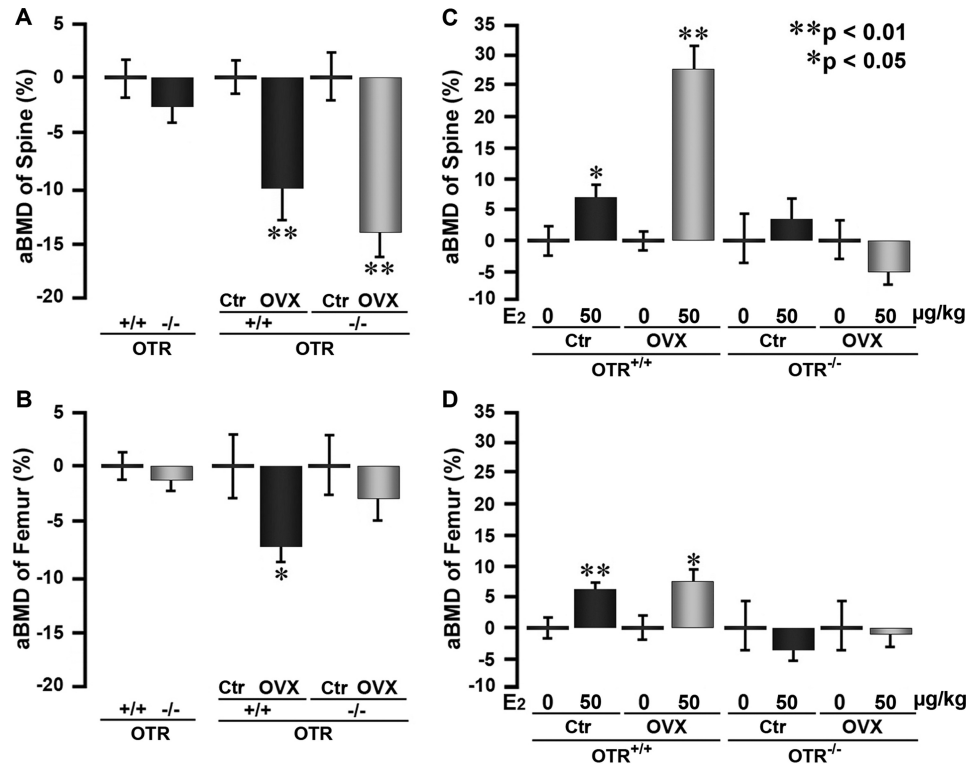 A
aBMD of Spine (%)
5
0
-5
-10
-15
-20
** **
Ctr OVX Ctr OVX
+/+ -/- +/+ -/-
OTR OTR
C
aBMD of Spine (%)
35
30
25
20
15
10
5
0
-5
-10
**p < 0.01
*p < 0.05
* **
E2 0 50 0 50 0 50 0 50 µg/kg
Ctr OVX Ctr OVX
OTR+/+ OTR-/-
B
aBMD of Femur (%)
5
0
-5
-10
-15
-20
*
Ctr OVX Ctr OVX
+/+ -/- +/+ -/-
OTR OTR
D
aBMD of Femur (%)
35
30
25
20
15
10
5
0
-5
-10
** *
E2 0 50 0 50 0 50 0 50 µg/kg
Ctr OVX Ctr OVX
OTR+/+ OTR-/-